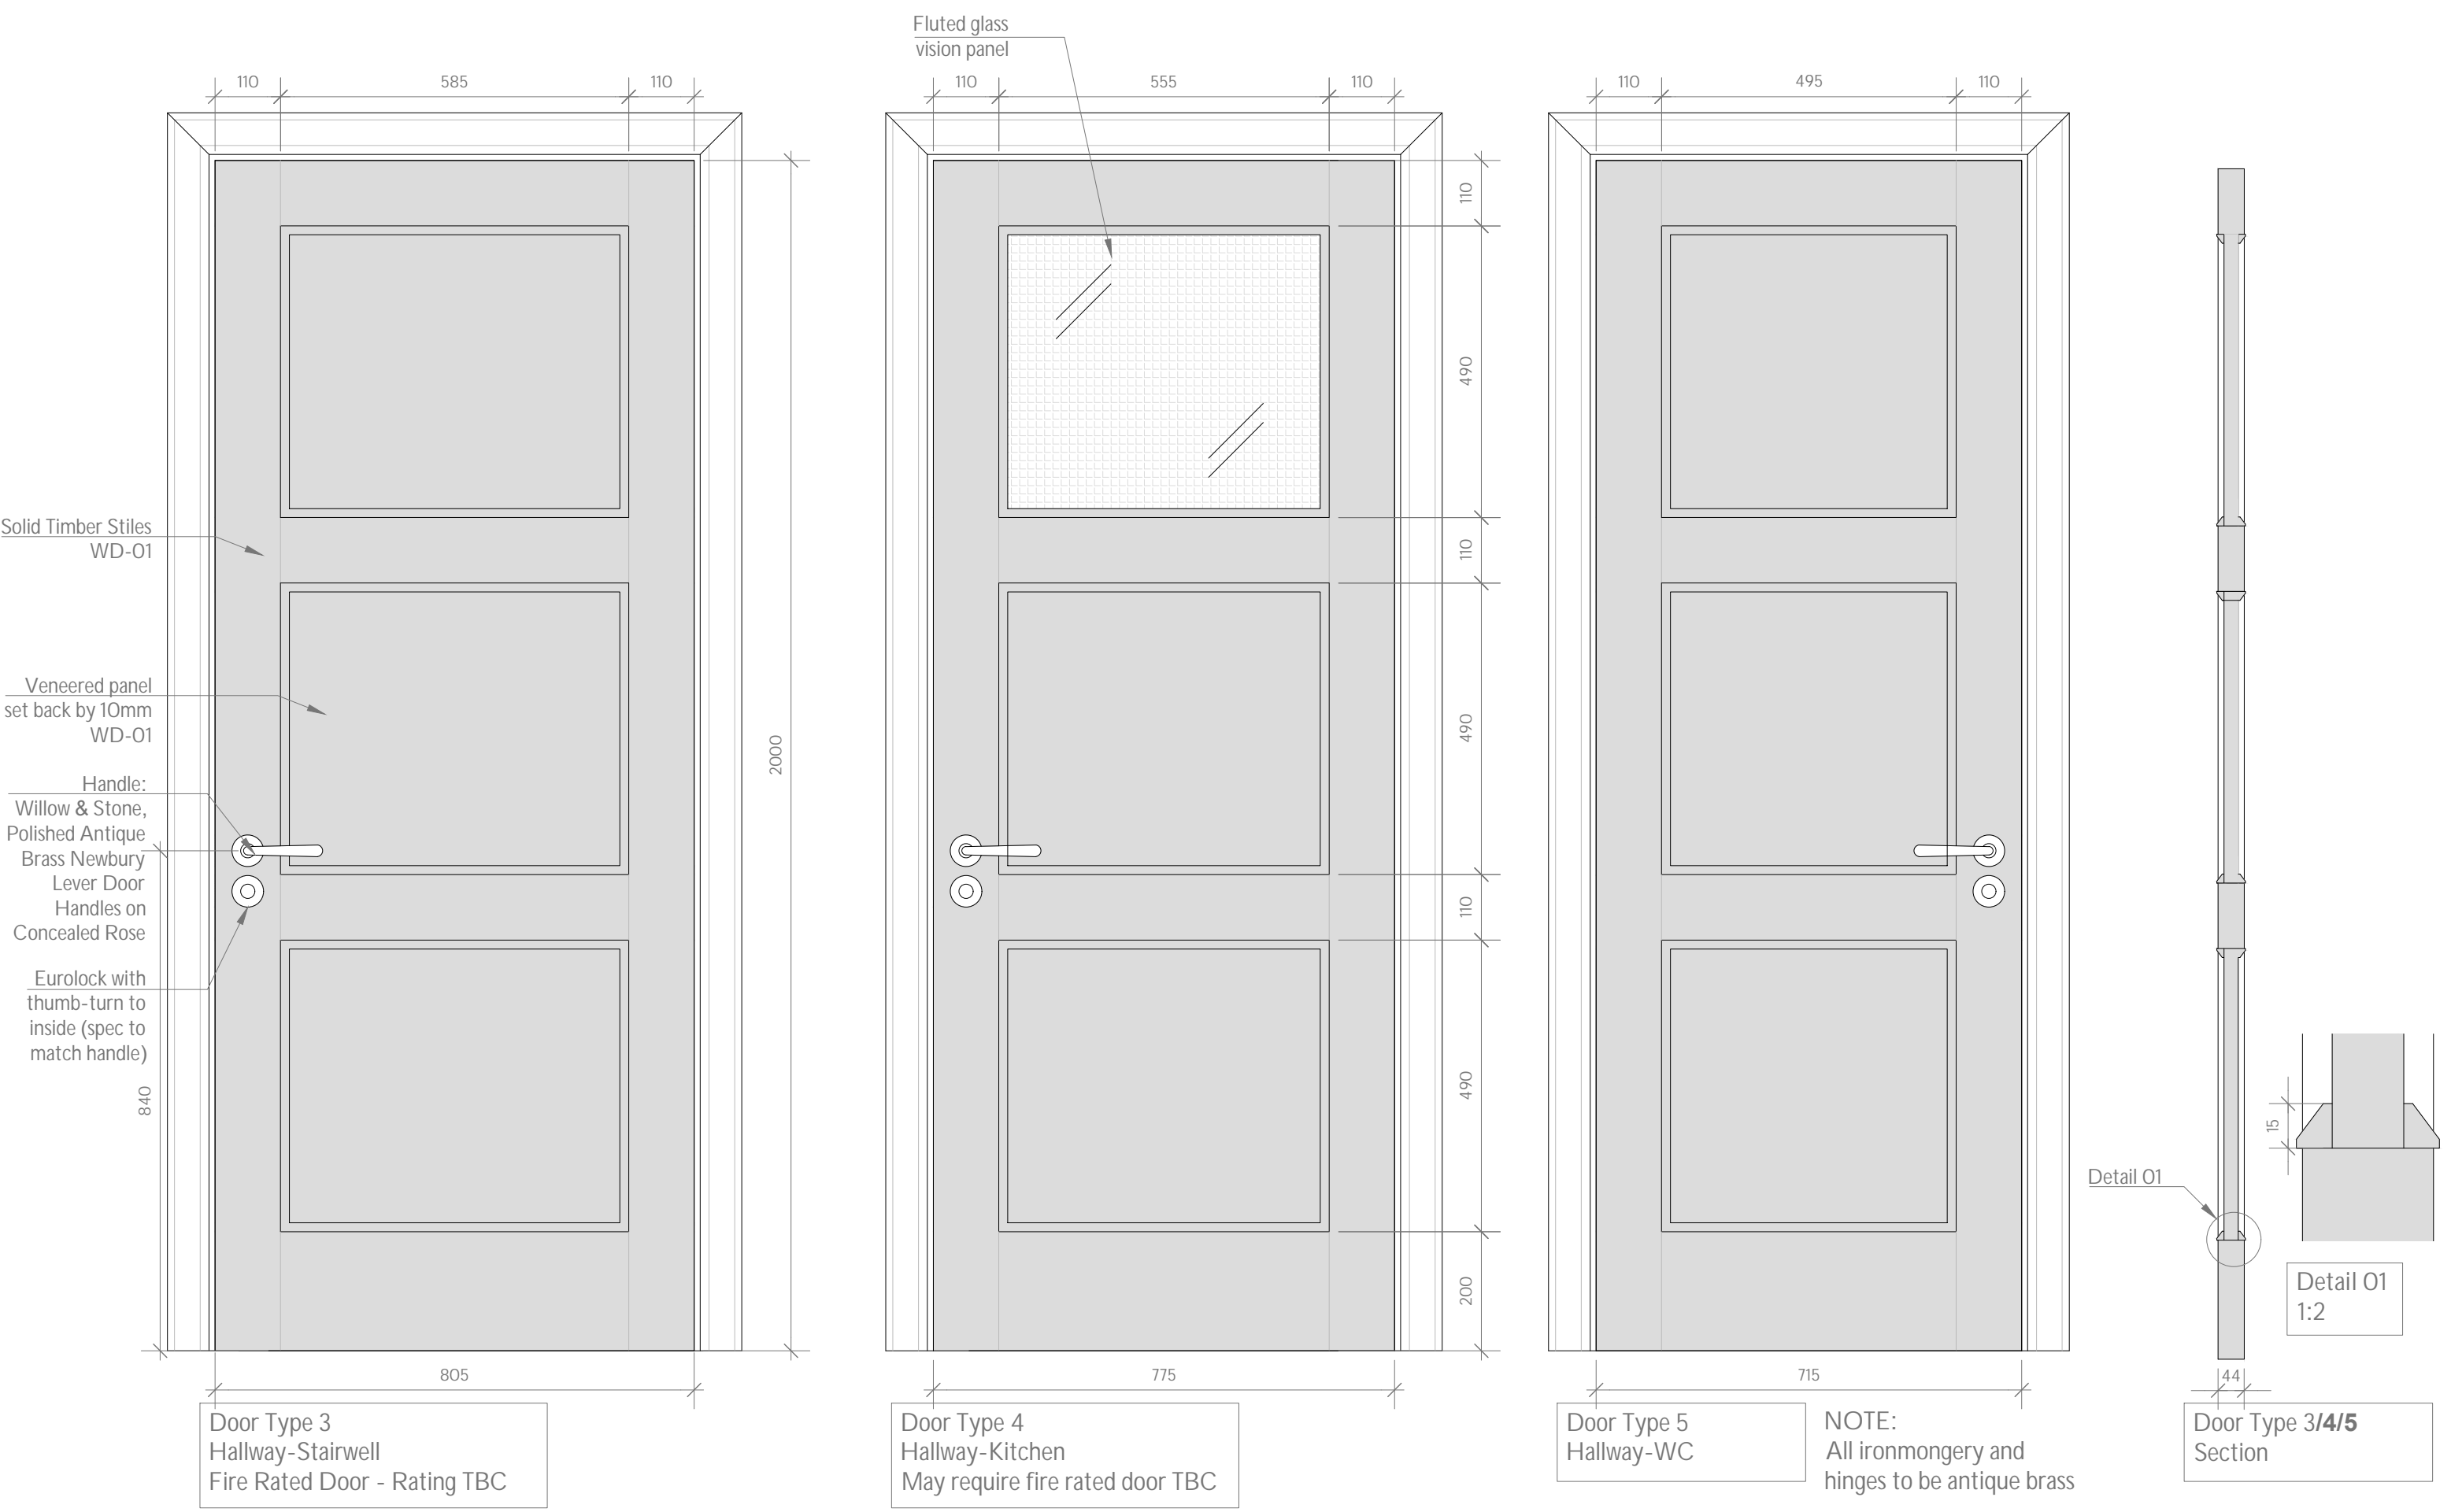 Fluted glass
vision panel
110
585
110
110
555
110
110
495
110
110
490
110
490
110
490
200
2000
Solid Timber Stiles
WD-01
Veneered panel
set back by 10mm
WD-01
Handle:
Willow & Stone,
Polished Antique
Brass Newbury
Lever Door
Handles on
Concealed Rose
Eurolock with
thumb-turn to
inside (spec to
match handle)
840
15
Detail 01
Detail 01
1:2
805
775
715
44
Door Type 3
Hallway-Stairwell
Fire Rated Door - Rating TBC
Door Type 4
Hallway-Kitchen
May require fire rated door TBC
Door Type 5
Hallway-WC
NOTE:
All ironmongery and
hinges to be antique brass
Door Type 3/4/5
Section